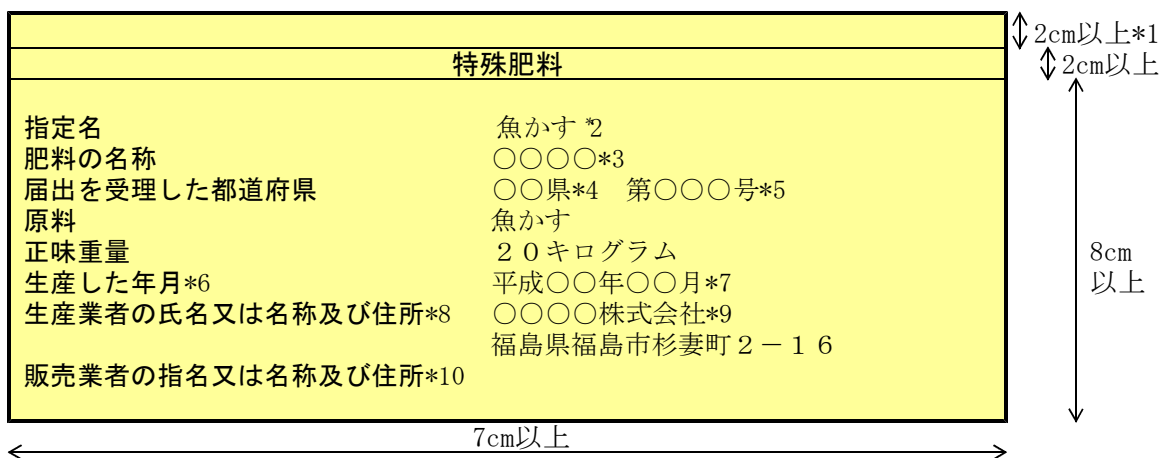 2cm以上*1
特殊肥料
2cm以上
指定名 魚かす*2
肥料の名称 ○○○○*3
届出を受理した都道府県 ○○県*4 第○○○号*5
原料 魚かす
正味重量 20キログラム
生産した年月*6 平成○○年○○月*7
生産業者の氏名又は名称及び住所*8 ○○○○株式会社*9
福島県福島市杉妻町2-16
販売業者の指名又は名称及び住所*10
8cm
以上
7cm以上